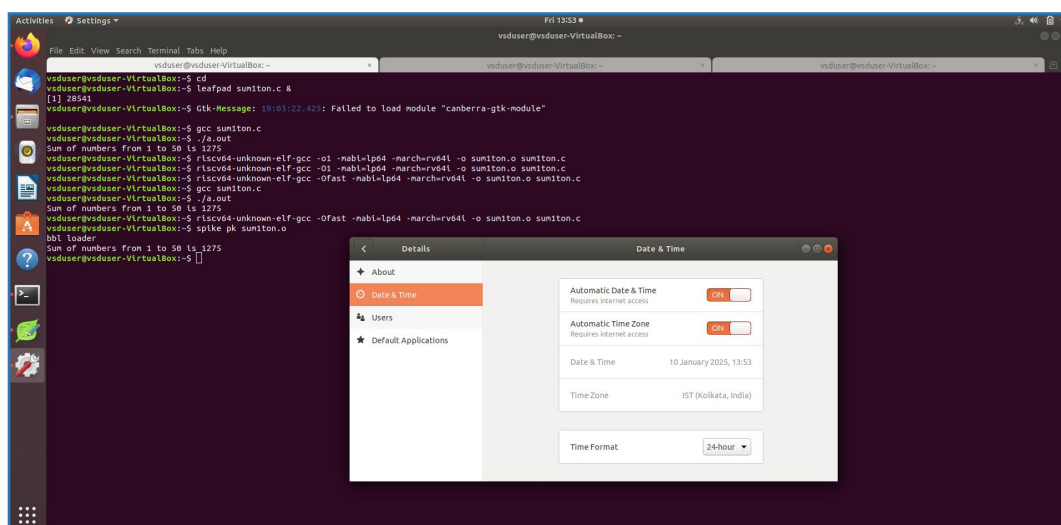 Activities Settings Fri 13:53
vsduser@vsduser-VirtualBox: ~
File Edit View Search Terminal Tabs Help
vsduser@vsduser-VirtualBox: ~ × vsduser@vsduser-VirtualBox: ~ × vsduser@vsduser-VirtualBox: ~ ×
vsduser@vsduser-VirtualBox:~$ cd
vsduser@vsduser-VirtualBox:~$ leafpad sum1ton.c &
[1] 28541
vsduser@vsduser-VirtualBox:~$ Gtk-Message: 19:03:22.425: Failed to load module "canberra-gtk-module"
vsduser@vsduser-VirtualBox:~$ gcc sum1ton.c
vsduser@vsduser-VirtualBox:~$ ./a.out
Sum of numbers from 1 to 50 is 1275
vsduser@vsduser-VirtualBox:~$ riscv64-unknown-elf-gcc -o1 -mabi=lp64 -march=rv64i -o sum1ton.o sum1ton.c
vsduser@vsduser-VirtualBox:~$ riscv64-unknown-elf-gcc -O1 -mabi=lp64 -march=rv64i -o sum1ton.o sum1ton.c
vsduser@vsduser-VirtualBox:~$ riscv64-unknown-elf-gcc -Ofast -mabi=lp64 -march=rv64i -o sum1ton.o sum1ton.c
vsduser@vsduser-VirtualBox:~$ gcc sum1ton.c
vsduser@vsduser-VirtualBox:~$ ./a.out
Sum of numbers from 1 to 50 is 1275
vsduser@vsduser-VirtualBox:~$ riscv64-unknown-elf-gcc -Ofast -mabi=lp64 -march=rv64i -o sum1ton.o sum1ton.c
vsduser@vsduser-VirtualBox:~$ spike pk sum1ton.o
bbl loader
Sum of numbers from 1 to 50 is 1275
vsduser@vsduser-VirtualBox:~$
Details Date & Time
About
Date & Time
Users
Default Applications
Automatic Date & Time ON
Requires internet access
Automatic Time Zone ON
Requires internet access
Date & Time 10 January 2025, 13:53
Time Zone IST (Kolkata, India)
Time Format 24-hour